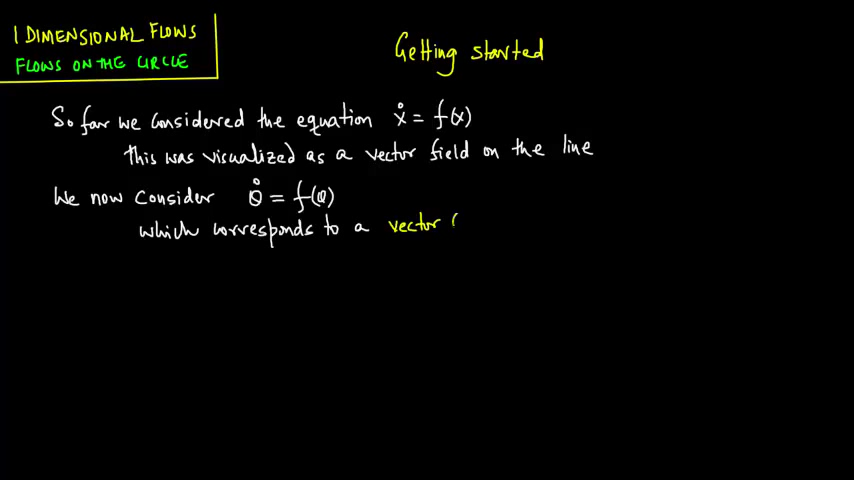 1 DIMENSIONAL FLOWS
FLOWS ON THE CIRCLE
Getting started
So far we considered the equation ẋ = f(x)
this was visualized as a vector field on the line
We now consider θ̇ = f(θ)
which corresponds to a vector